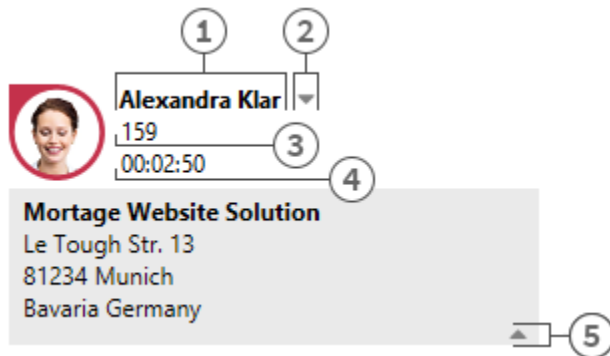 1 2
Alexandra Klar
159
3
00:02:50
4
Mortage Website Solution
Le Tough Str. 13
81234 Munich
Bavaria Germany
5